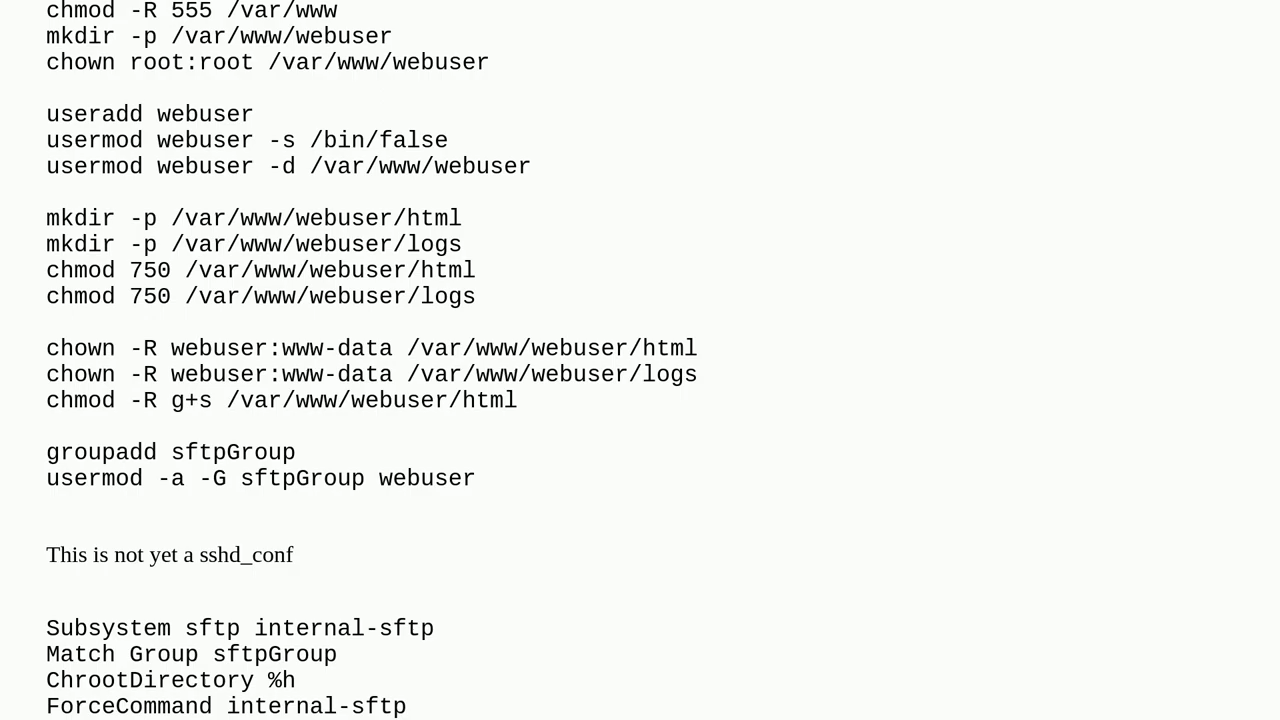 chmod -R 555 /var/www
mkdir -p /var/www/webuser
chown root:root /var/www/webuser
useradd webuser
usermod webuser -s /bin/false
usermod webuser -d /var/www/webuser
mkdir -p /var/www/webuser/html
mkdir -p /var/www/webuser/logs
chmod 750 /var/www/webuser/html
chmod 750 /var/www/webuser/logs
chown -R webuser:www-data /var/www/webuser/html
chown -R webuser:www-data /var/www/webuser/logs
chmod -R g+s /var/www/webuser/html
groupadd sftpGroup
usermod -a -G sftpGroup webuser
This is not yet a sshd_conf
Subsystem sftp internal-sftp
Match Group sftpGroup
ChrootDirectory %h
ForceCommand internal-sftp